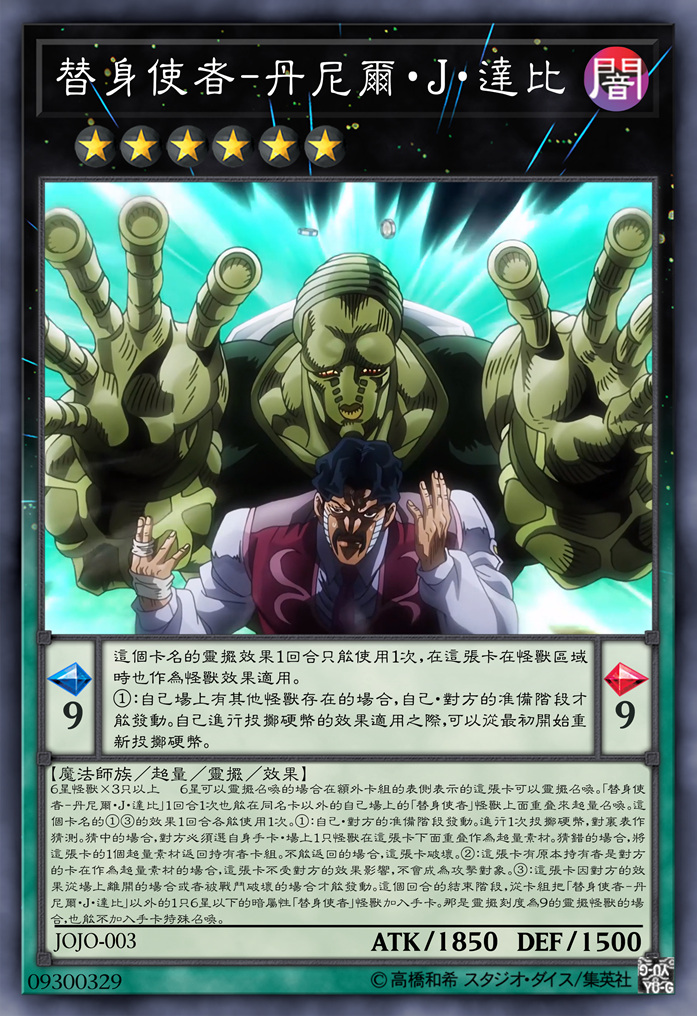 替身使者-丹尼爾·J·達比
闇
這個卡名的靈擺效果1回合只能使用1次,在這張卡在怪獸區域
時也作為怪獸效果適用。
①:自己場上有其他怪獸存在的場合,自己·對方的准備階段才
能發動。自己進行投擲硬幣的效果適用之際,可以從最初開始重
新投擲硬幣。
9
9
【魔法師族／超量／靈擺／效果】
6星怪獸×3只以上 6星可以靈擺召喚的場合在額外卡組的表側表示的這張卡可以靈擺召喚。「替身使
者-丹尼爾·J·達比」1回合1次也能在同名卡以外的自己場上的「替身使者」怪獸上面重疊來超量召喚。這
個卡名的①③的效果1回合各能使用1次。①:自己·對方的准備階段發動。進行1次投擲硬幣,對裏表作
猜測。猜中的場合,對方必須選自身手卡·場上1只怪獸在這張卡下面重疊作為超量素材。猜錯的場合,將
這張卡的1個超量素材返回持有者卡組。不能返回的場合,這張卡破壞。②:這張卡有原本持有者是對方
的卡在作為超量素材的場合,這張卡不受對方的效果影響,不會成為攻擊對象。③:這張卡因對方的效
果從場上離開的場合或者被戰鬥破壞的場合才能發動。這個回合的結束階段,從卡組把「替身使者-丹
尼爾·J·達比」以外的1只6星以下的暗屬性「替身使者」怪獸加入手卡。那是靈擺刻度為9的靈擺怪獸的場
合,也能不加入手卡特殊召喚。
JOJO-003
ATK/1850 DEF/1500
09300329
©高橋和希 スタジオ・ダイス/集英社